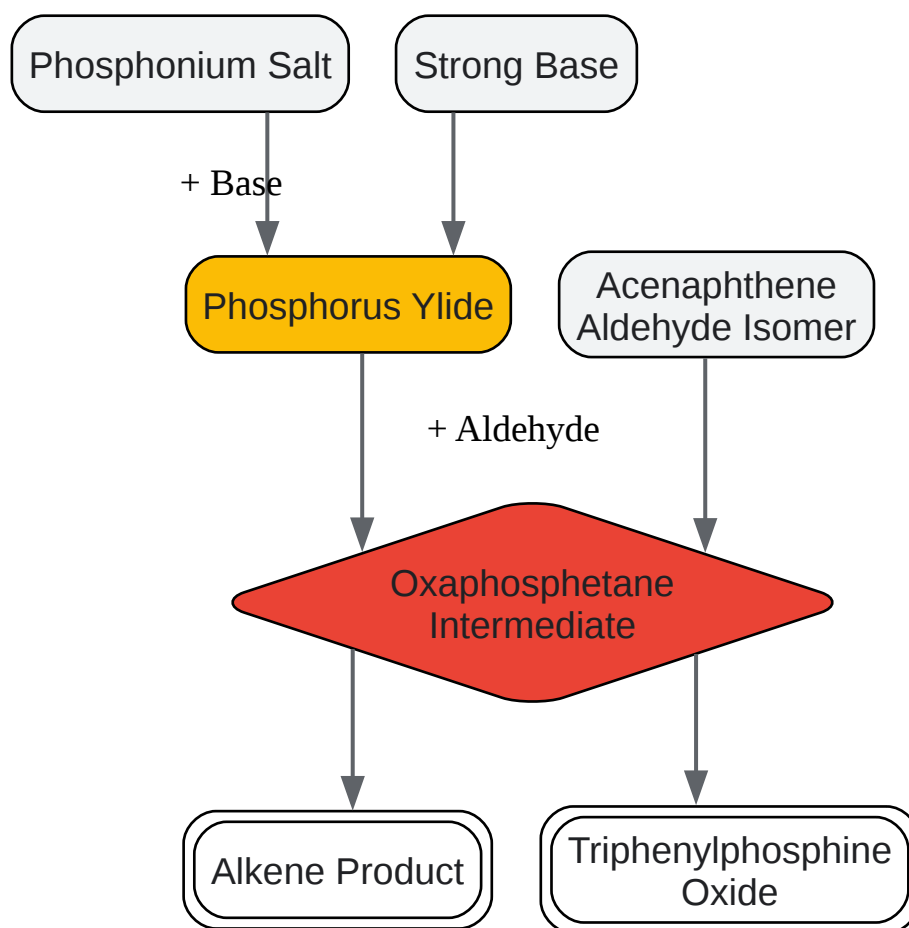 Phosphonium Salt
Strong Base
+ Base
Phosphorus Ylide
Acenaphthene
Aldehyde Isomer
+ Aldehyde
Oxaphosphetane
Intermediate
Alkene Product
Triphenylphosphine
Oxide